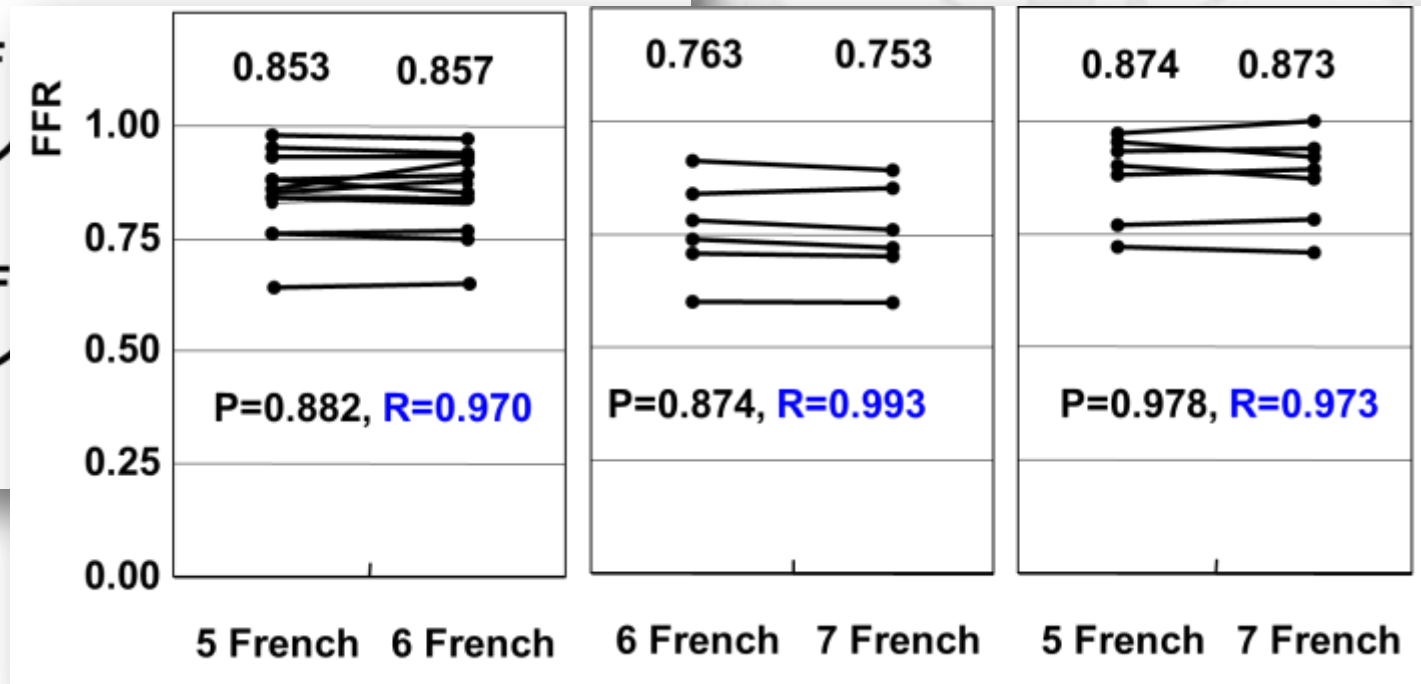 FFR
0.853 0.857
0.763 0.753
0.874 0.873
1.00
0.75
0.50
0.25
0.00
P=0.882, R=0.970
P=0.874, R=0.993
P=0.978, R=0.973
5 French 6 French
6 French 7 French
5 French 7 French